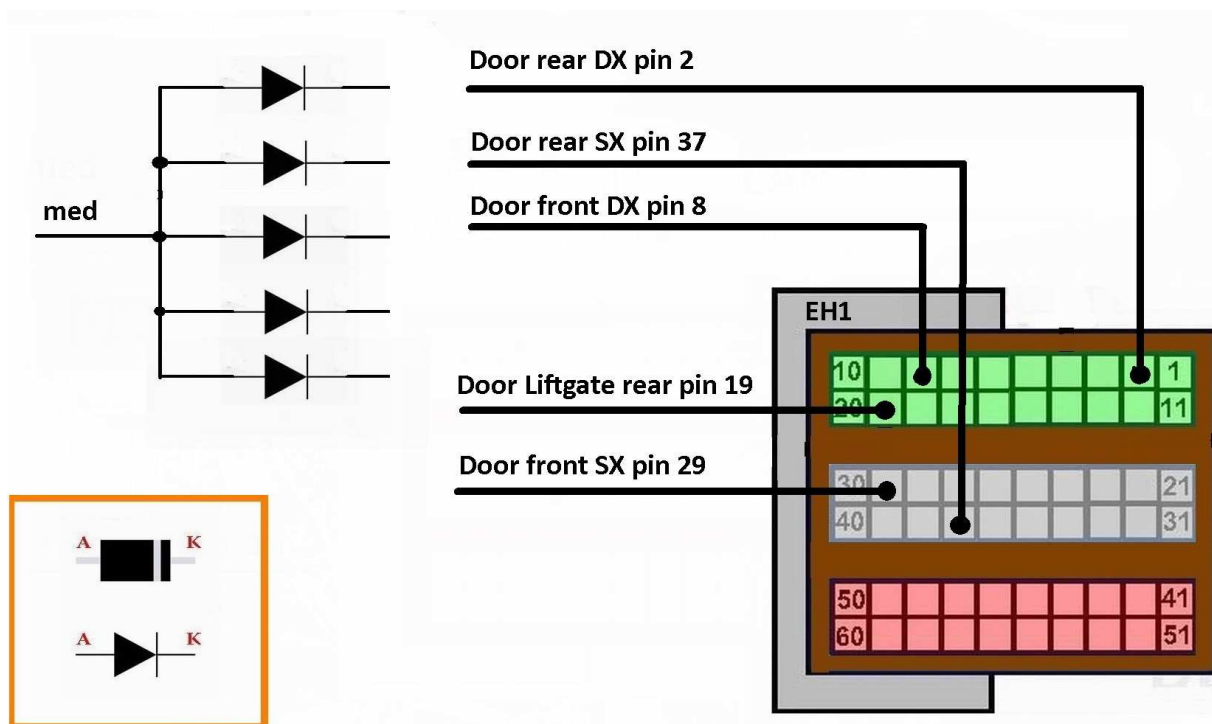 Door rear DX pin 2
Door rear SX pin 37
Door front DX pin 8
med
EH1
10 1
Door Liftgate rear pin 19
20 11
Door front SX pin 29
30 21
40 31
A K
50 41
60 51
A K